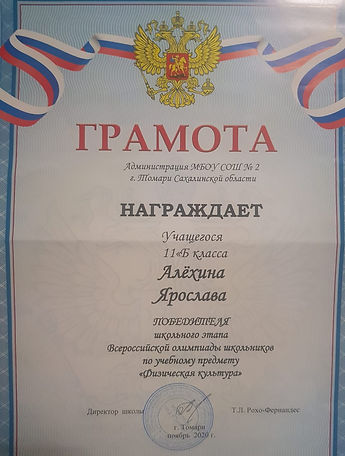 ГРАМОТА
Администрация МБОУ СОШ № 2
г. Томари Сахалинской области
НАГРАЖДАЕТ
Учащегося
11«Б класса
Алёхина
Ярослава
ПОБЕДИТЕЛЯ
школьного этапа
Всероссийской олимпиады школьников
по учебному предмету
«Физическая культура»
Директор школы Т.Л. Рохо-Фернандес
г. Томари
ноябрь 2020 г.